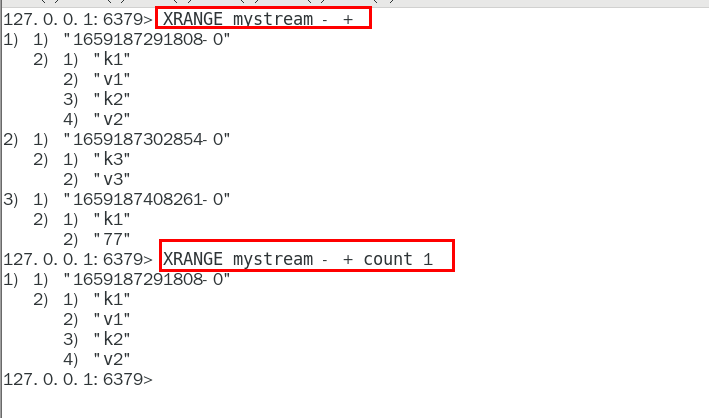 127.0.0.1:6379> XRANGE mystream - +
1) 1) "1659187291808-0"
2) 1) "k1"
2) "v1"
3) "k2"
4) "v2"
2) 1) "1659187302854-0"
2) 1) "k3"
2) "v3"
3) 1) "1659187408261-0"
2) 1) "k1"
2) "77"
127.0.0.1:6379> XRANGE mystream - + count 1
1) 1) "1659187291808-0"
2) 1) "k1"
2) "v1"
3) "k2"
4) "v2"
127.0.0.1:6379>